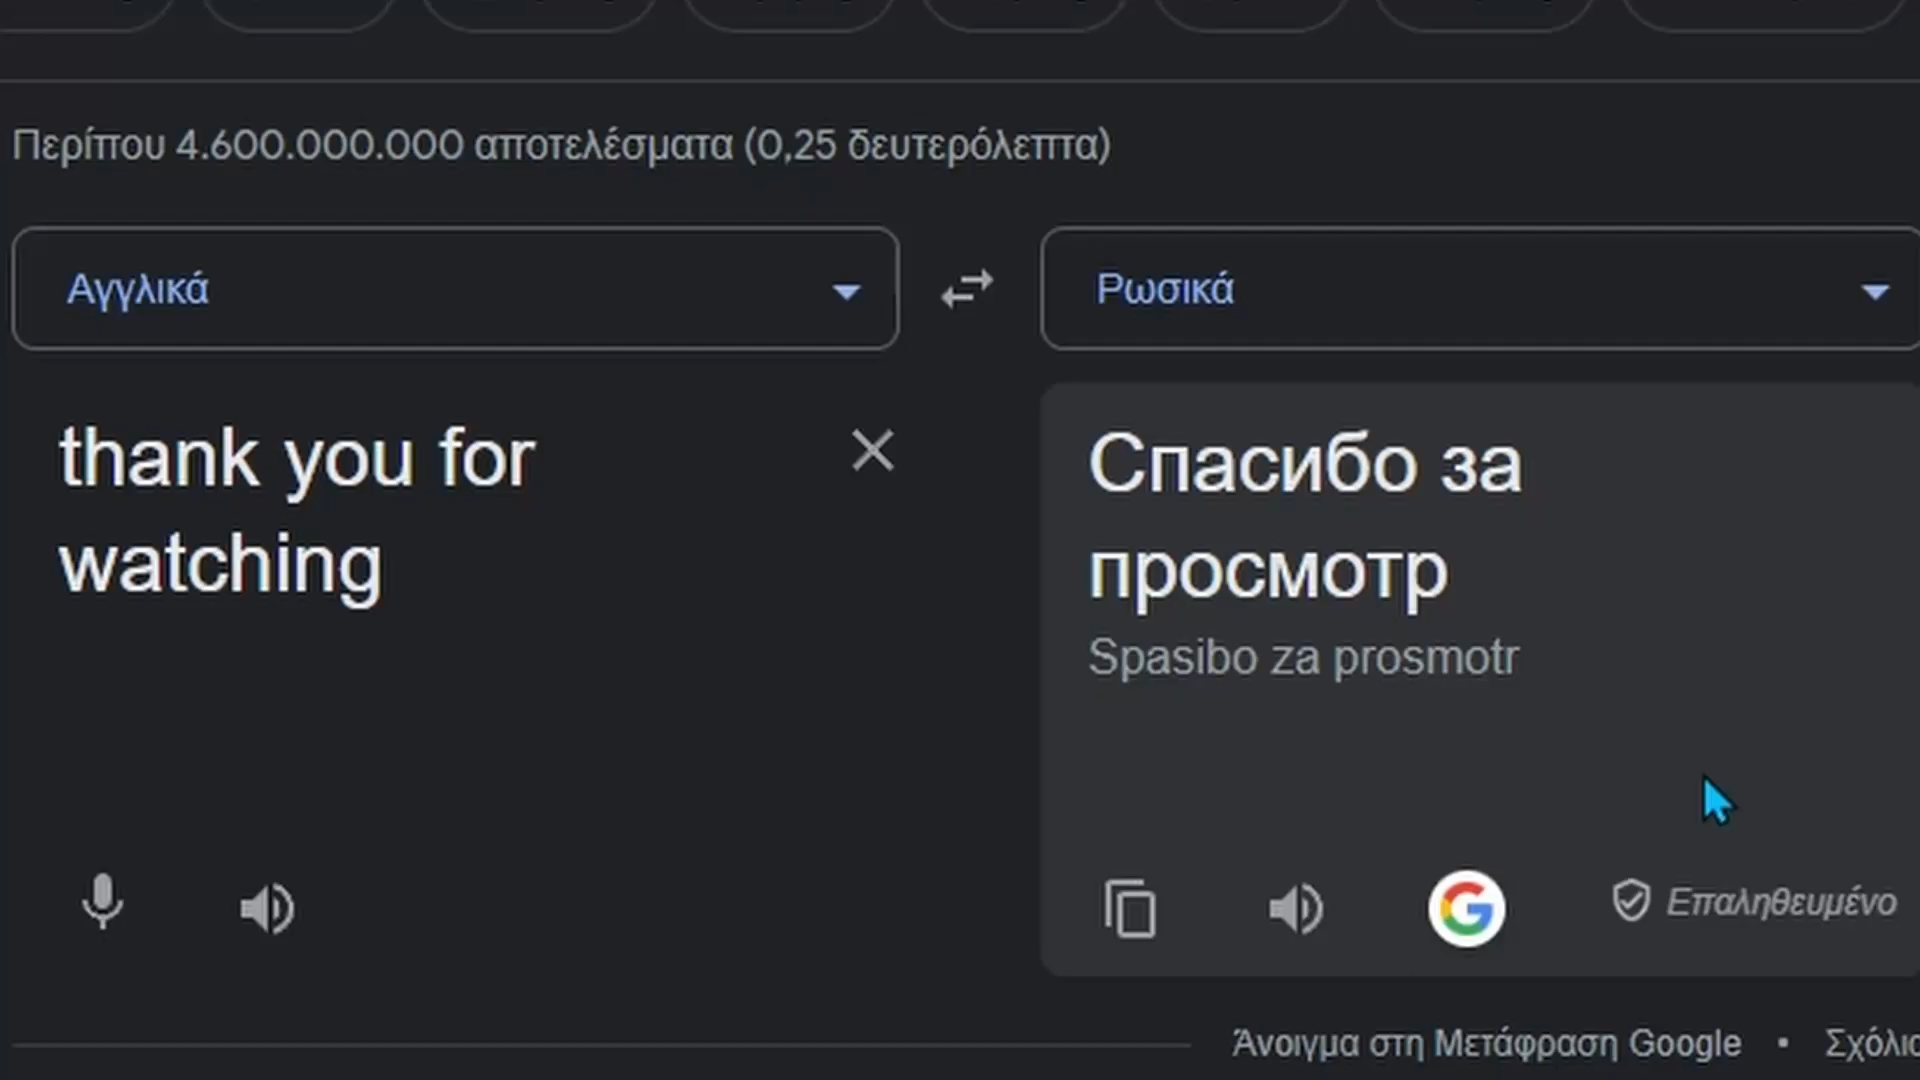 Περίπου 4.600.000.000 αποτελέσματα (0,25 δευτερόλεπτα)
Αγγλικά
Ρωσικά
thank you for
watching
Спасибо за
просмотр
Spasibo za prosmotr
Επαληθευμένο
Άνοιγμα στη Μετάφραση Google •